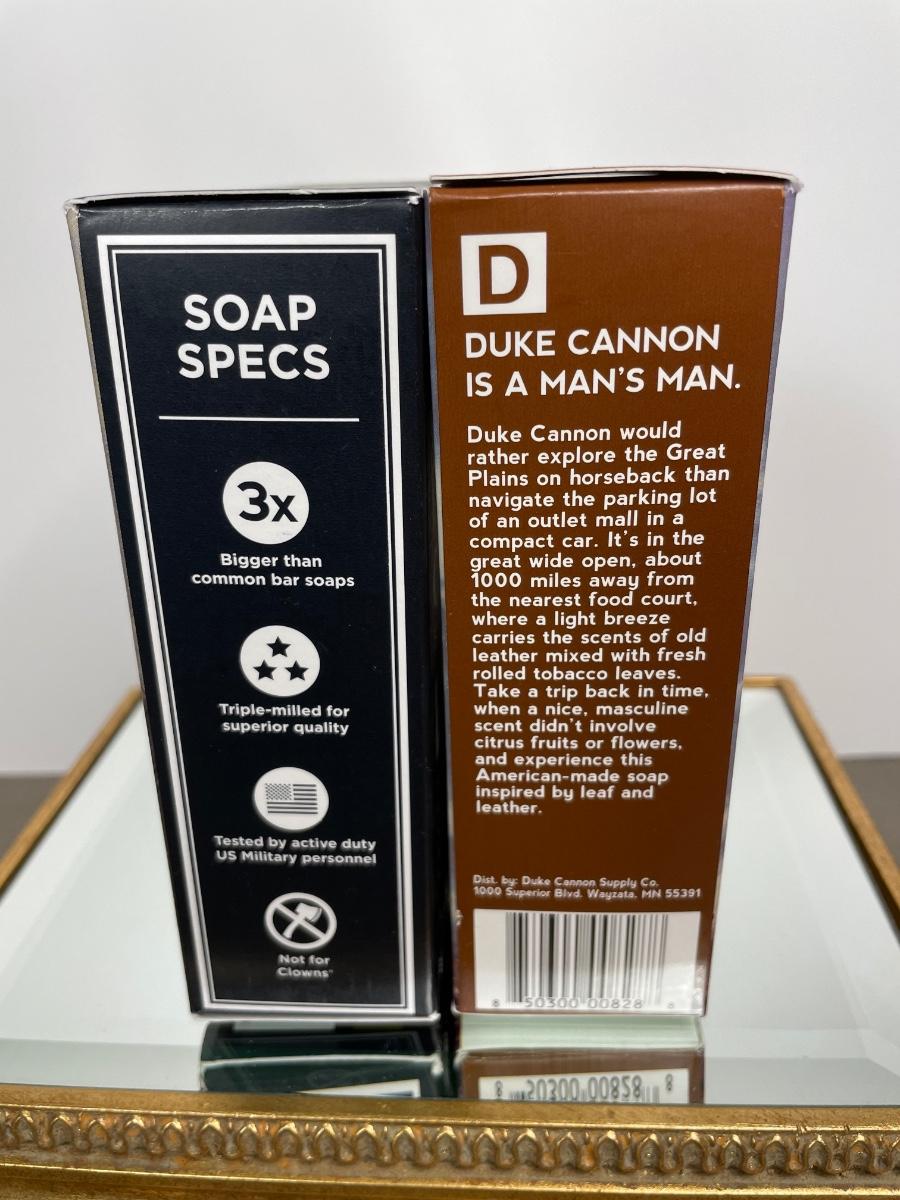 SOAP
SPECS
3x
Bigger than
common bar soaps
Triple-milled for
superior quality
Tested by active duty
US Military personnel
Not for
Clowns
D
DUKE CANNON
IS A MAN'S MAN.
Duke Cannon would
rather explore the Great
Plains on horseback than
navigate the parking lot
of an outlet mall in a
compact car. It's in the
great wide open, about
1000 miles away from
the nearest food court,
where a light breeze
carries the scents of old
leather mixed with fresh
rolled tobacco leaves.
Take a trip back in time,
when a nice, masculine
scent didn't involve
citrus fruits or flowers,
and experience this
American-made soap
inspired by leaf and
leather.
Dist. by: Duke Cannon Supply Co.
1000 Superior Blvd. Wayzata, MN 55391
8 50300 00828 8